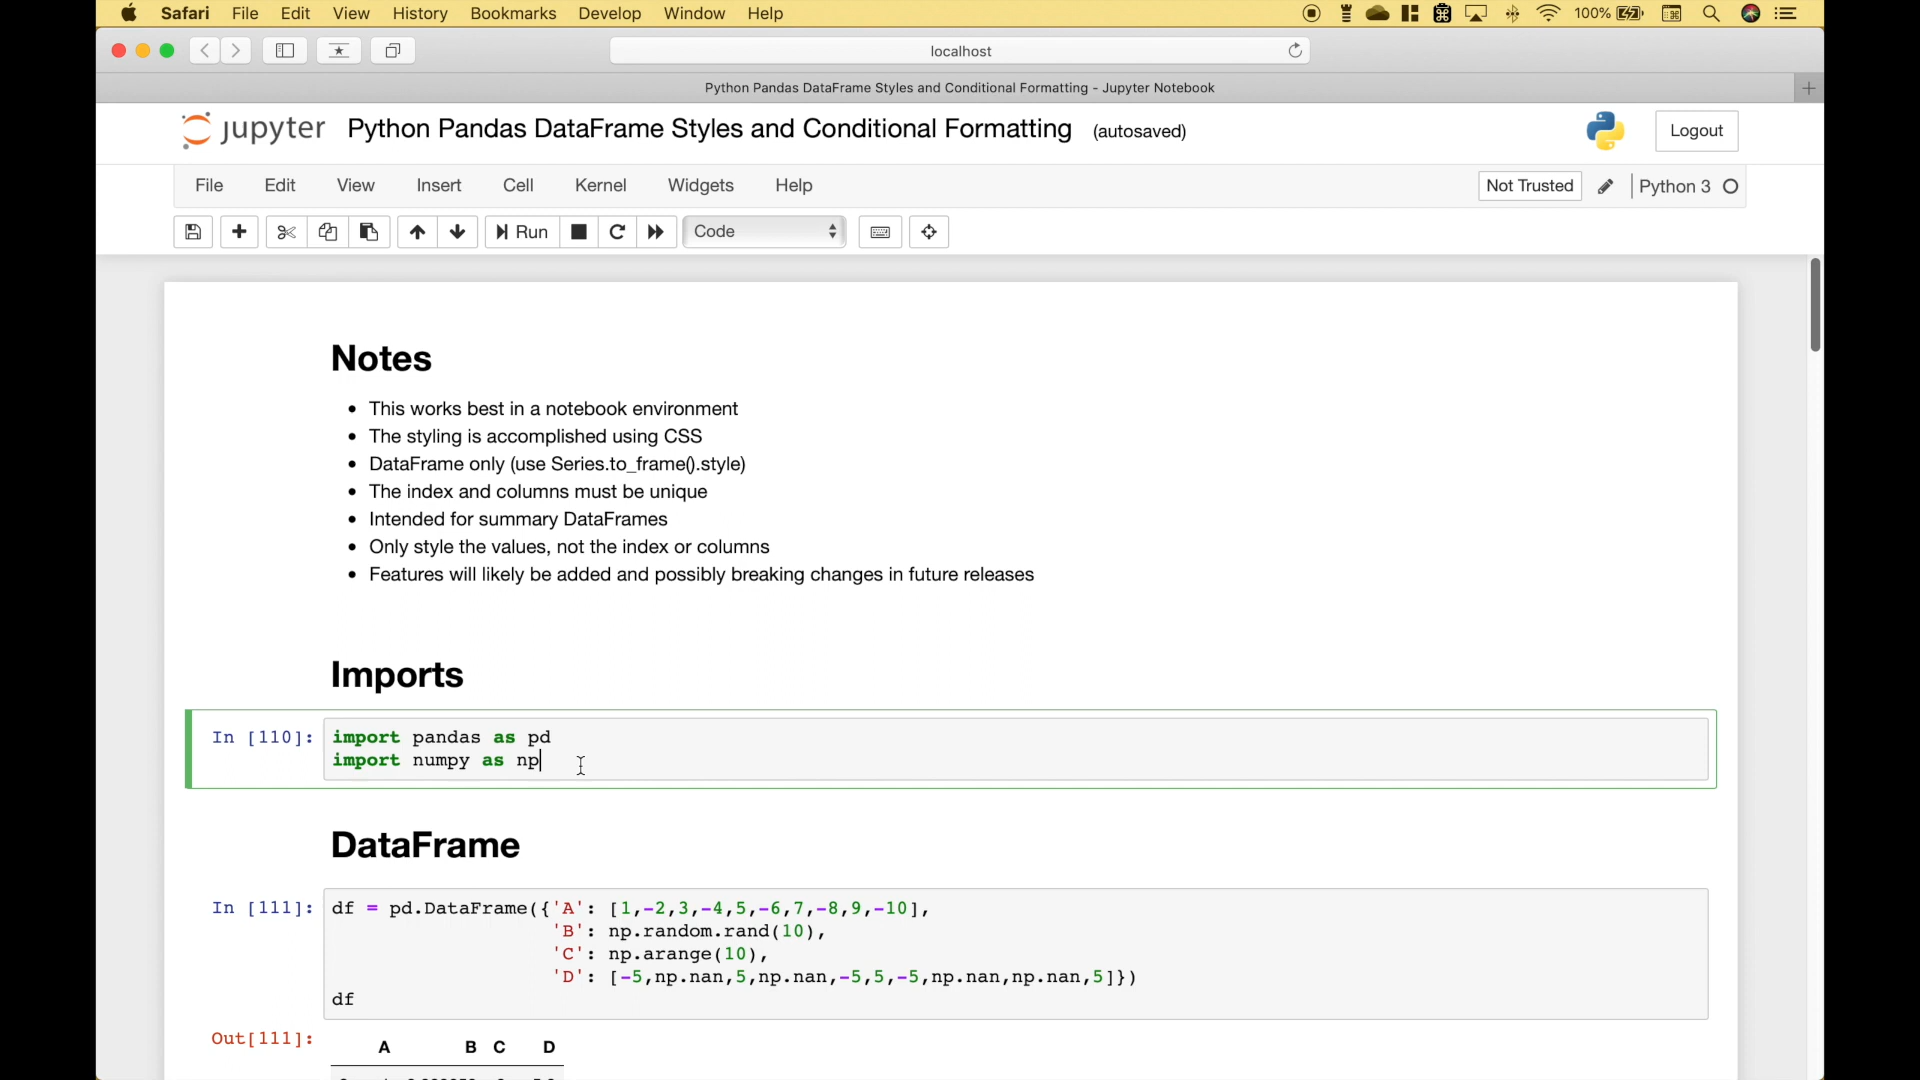 Safari File Edit View History Bookmarks Develop Window Help 100%
localhost
Python Pandas DataFrame Styles and Conditional Formatting - Jupyter Notebook
jupyter Python Pandas DataFrame Styles and Conditional Formatting (autosaved) Logout
File Edit View Insert Cell Kernel Widgets Help Not Trusted Python 3
Run Code
Notes
• This works best in a notebook environment
• The styling is accomplished using CSS
• DataFrame only (use Series.to_frame().style)
• The index and columns must be unique
• Intended for summary DataFrames
• Only style the values, not the index or columns
• Features will likely be added and possibly breaking changes in future releases
Imports
In [110]: import pandas as pd
import numpy as np
DataFrame
In [111]: df = pd.DataFrame({'A': [1,-2,3,-4,5,-6,7,-8,9,-10],
'B': np.random.rand(10),
'C': np.arange(10),
'D': [-5,np.nan,5,np.nan,-5,5,-5,np.nan,np.nan,5]})
df
Out[111]:
A B C D